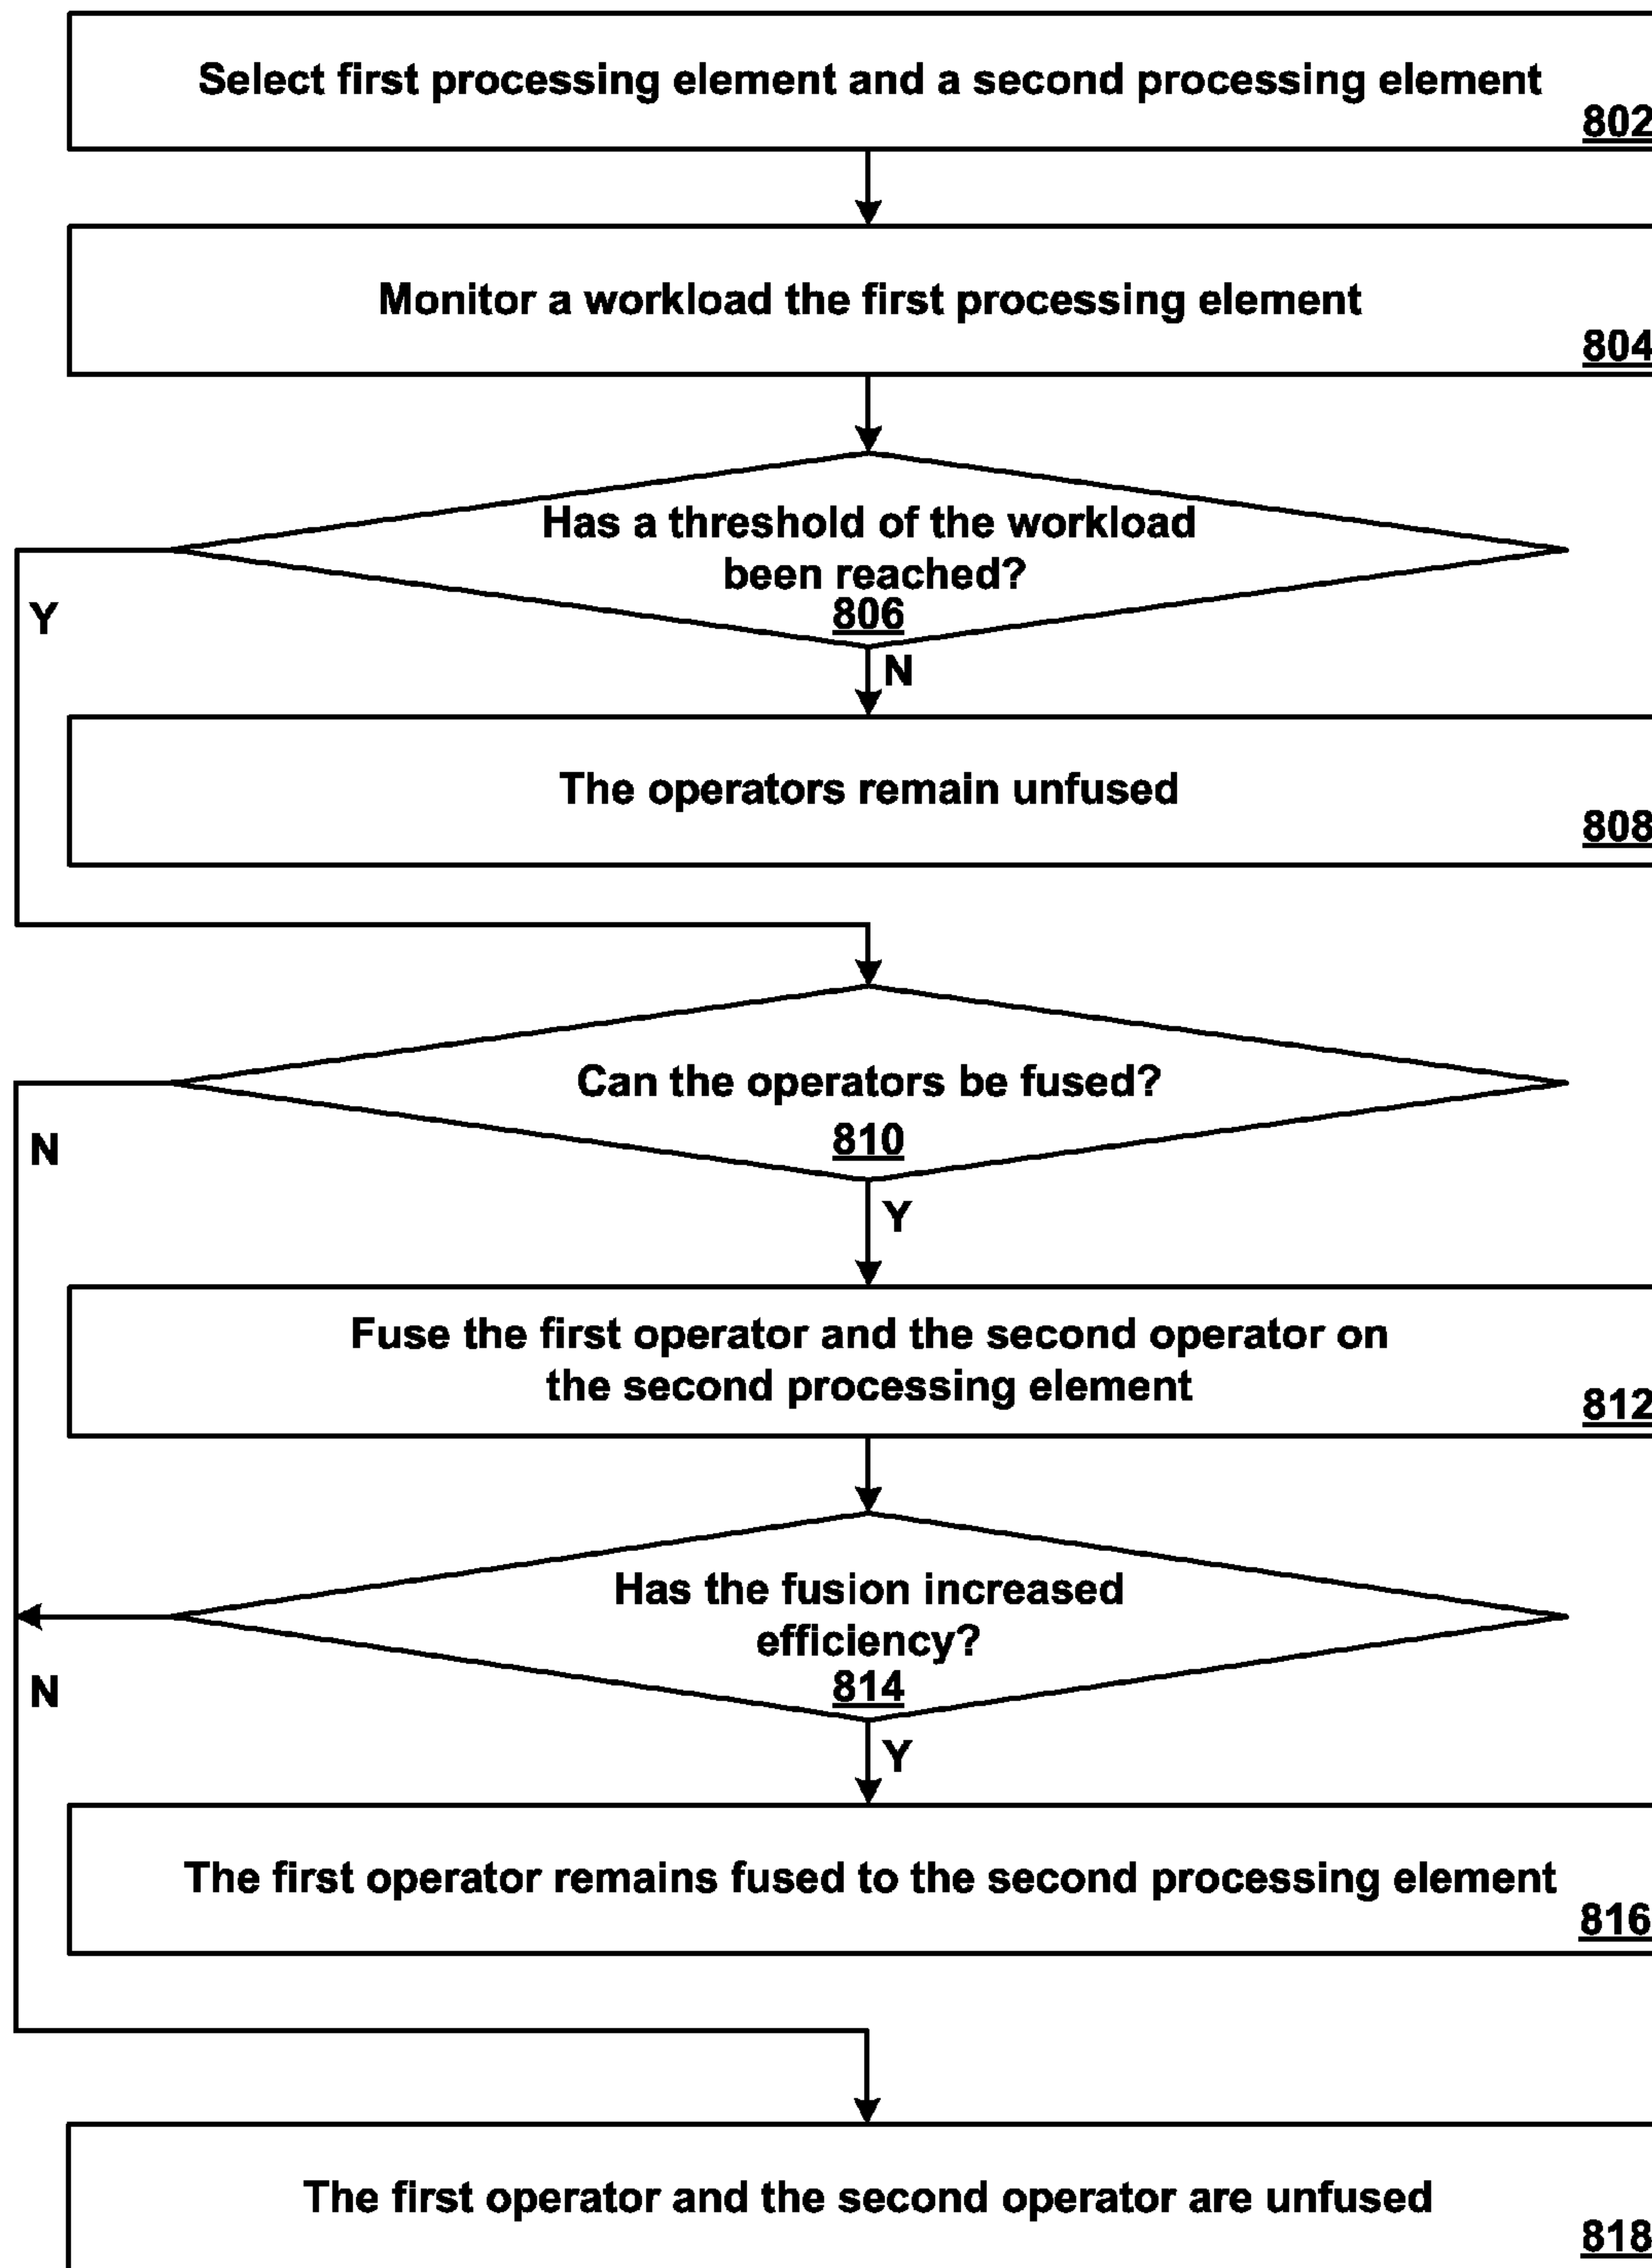 Select first processing element and a second processing element
802
Monitor a workload the first processing element
804
Has a threshold of the workload
been reached?
806
Y
N
The operators remain unfused
808
Can the operators be fused?
810
N
Y
Fuse the first operator and the second operator on
the second processing element
812
Has the fusion increased
efficiency?
814
N
Y
The first operator remains fused to the second processing element
816
The first operator and the second operator are unfused
818